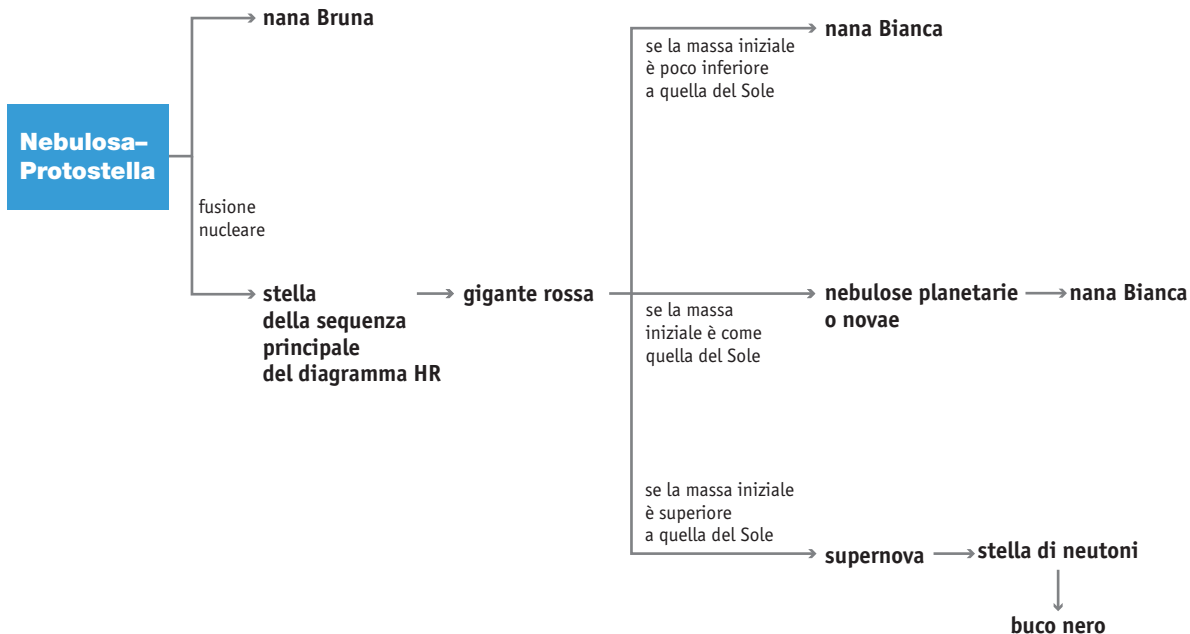 nana Bruna
Nebulosa–
Protostella
fusione
nucleare
stella
della sequenza
principale
del diagramma HR
gigante rossa
se la massa iniziale
è poco inferiore
a quella del Sole
nana Bianca
se la massa
iniziale è come
quella del Sole
nebulose planetarie
o novae
nana Bianca
se la massa iniziale
è superiore
a quella del Sole
supernova
stella di neutoni
buco nero